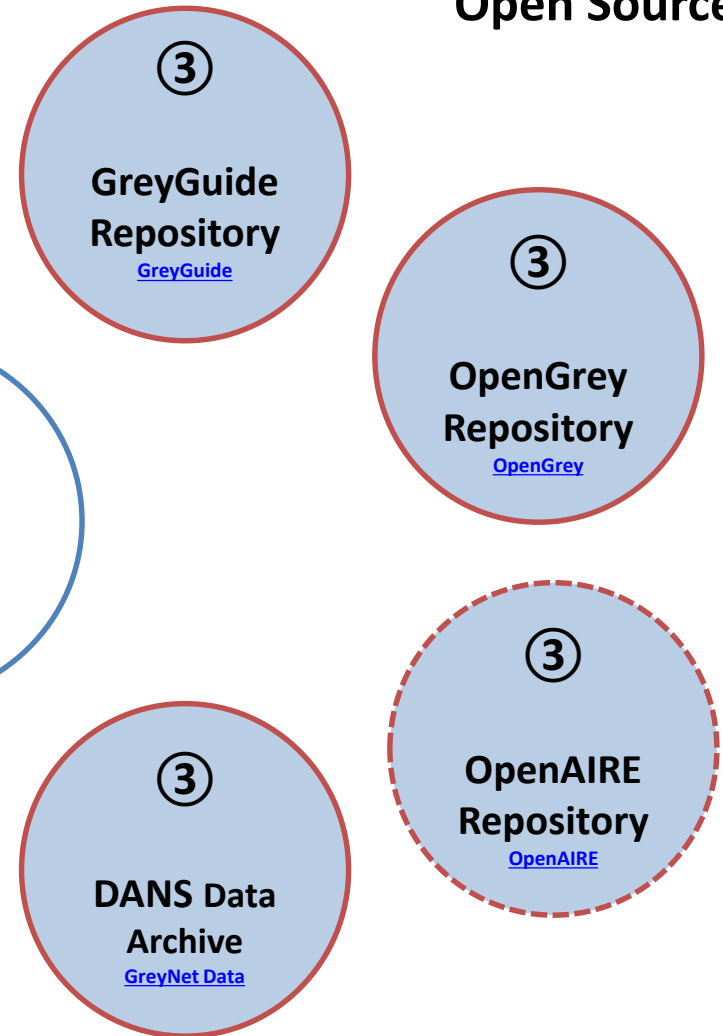 Open Source
③
GreyGuide
Repository
GreyGuide
③
OpenGrey
Repository
OpenGrey
③
OpenAIRE
Repository
OpenAIRE
③
DANS Data
Archive
GreyNet Data